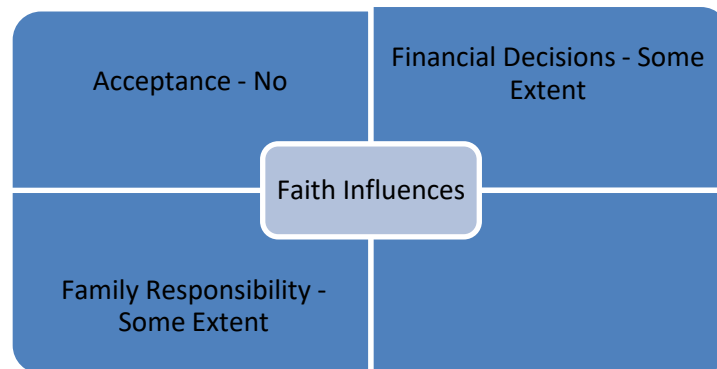 Acceptance - No
Financial Decisions - Some
Extent
Faith Influences
Family Responsibility -
Some Extent